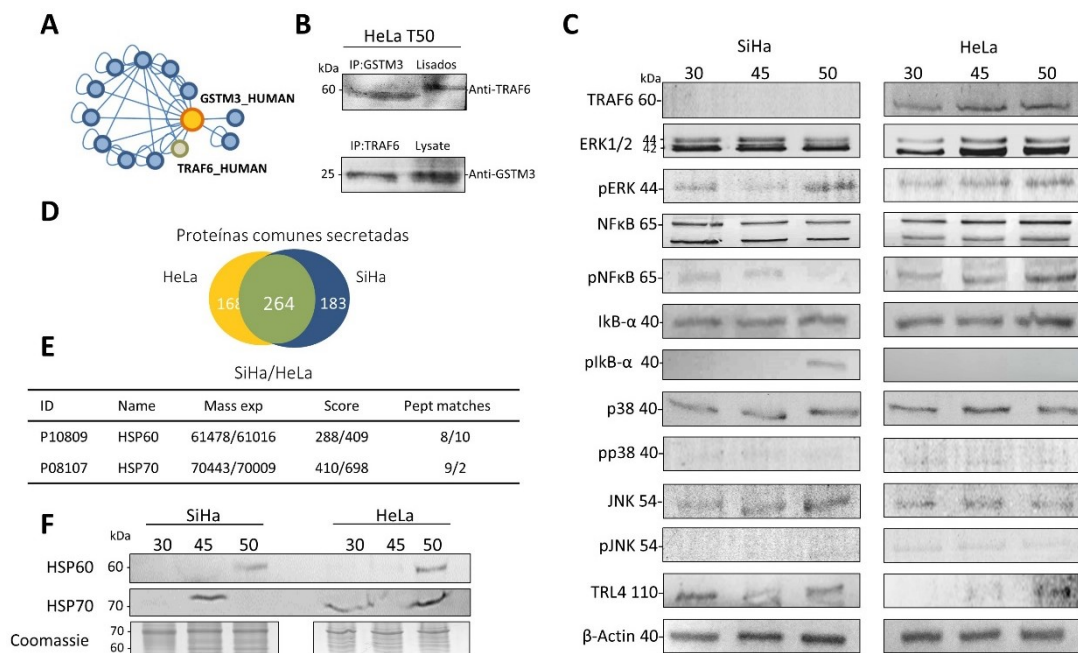 A
GSTM3_HUMAN
TRAF6_HUMAN
B
HeLa T50
kDa IP:GSTM3 Lisados
60 Anti-TRAF6
IP:TRAF6 Lysate
25 Anti-GSTM3
C
SiHa HeLa
kDa 30 45 50 30 45 50
TRAF6 60
ERK1/2 44
42
pERK 44
NFκB 65
pNFκB 65
IkB-α 40
pIkB-α 40
p38 40
pp38 40
JNK 54
pJNK 54
TRL4 110
β-Actin 40
D
Proteínas comunes secretadas
HeLa SiHa
168 264 183
E
SiHa/HeLa
ID Name Mass exp Score Pept matches
P10809 HSP60 61478/61016 288/409 8/10
P08107 HSP70 70443/70009 410/698 9/2
F
SiHa HeLa
kDa 30 45 50 30 45 50
HSP60 60
HSP70 70
Coomassie 70
60